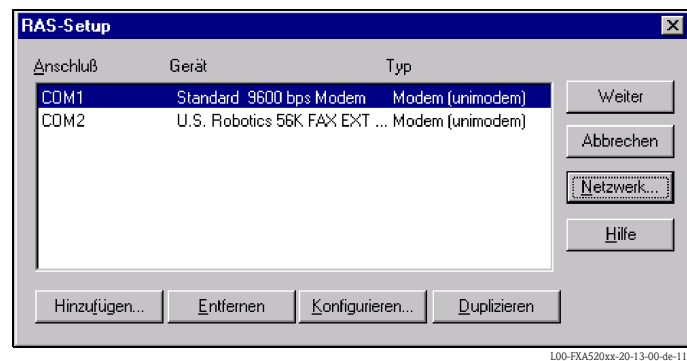 RAS-Setup
Anschluß Gerät Typ
COM1 Standard 9600 bps Modem Modem (unimodem)
COM2 U.S. Robotics 56K FAX EXT ... Modem (unimodem)
Weiter
Abbrechen
Netzwerk...
Hilfe
Hinzufügen... Entfernen Konfigurieren... Duplizieren
L00-FXA520xx-20-13-00-de-11